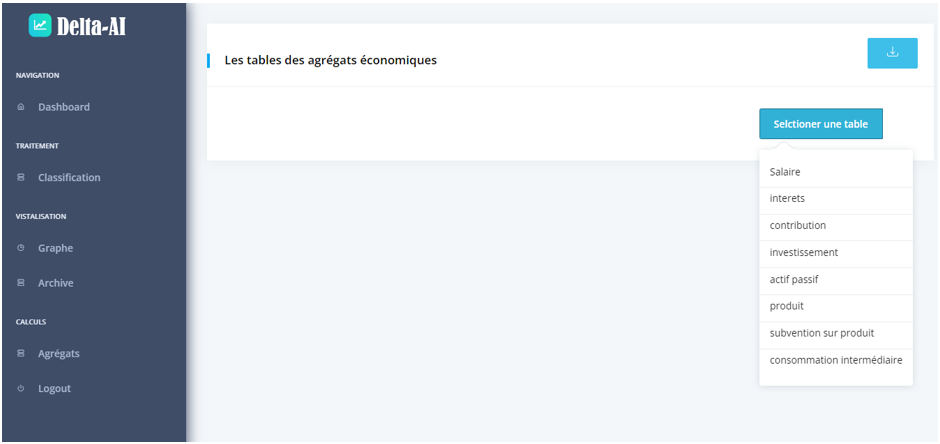 Delta-AI
NAVIGATION
Dashboard
TRAITEMENT
Classification
VISTALISATION
Graphe
Archive
CALCULS
Agrégats
Logout
Les tables des agrégats économiques
Selctioner une table
Salaire
interets
contribution
investissement
actif passif
produit
subvention sur produit
consommation intermédiaire